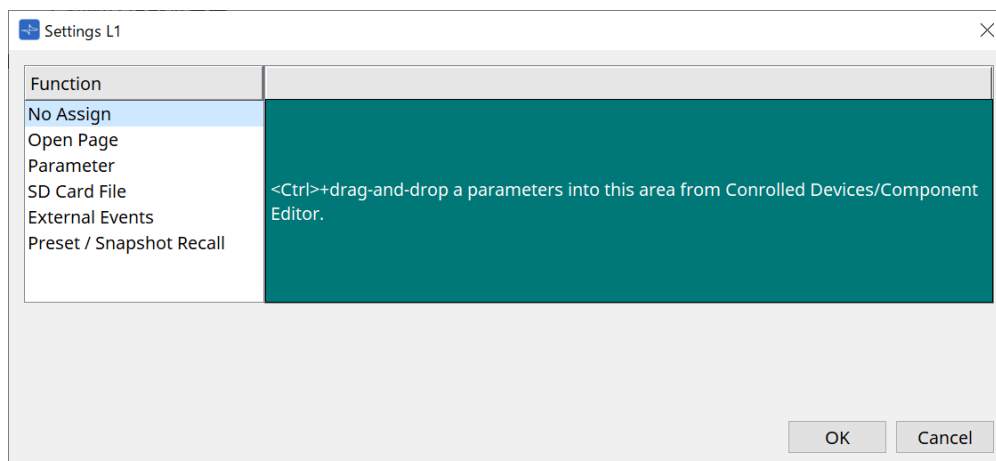 Settings L1
Function
No Assign
Open Page
Parameter
SD Card File
External Events
Preset / Snapshot Recall
<Ctrl>+drag-and-drop a parameters into this area from Conrolled Devices/Component
Editor.
OK
Cancel